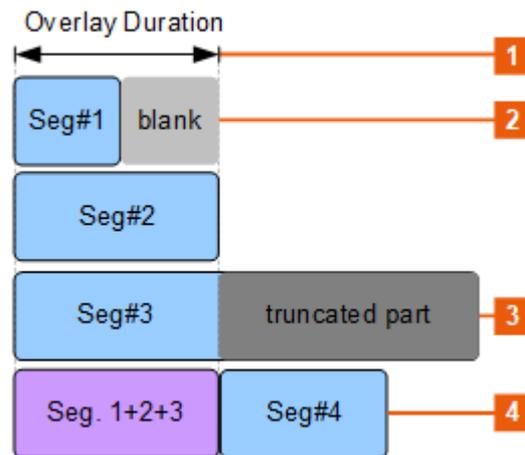 Overlay Duration
1
Seg#1 blank 2
Seg#2
Seg#3 truncated part 3
Seg. 1+2+3 Seg#4 4